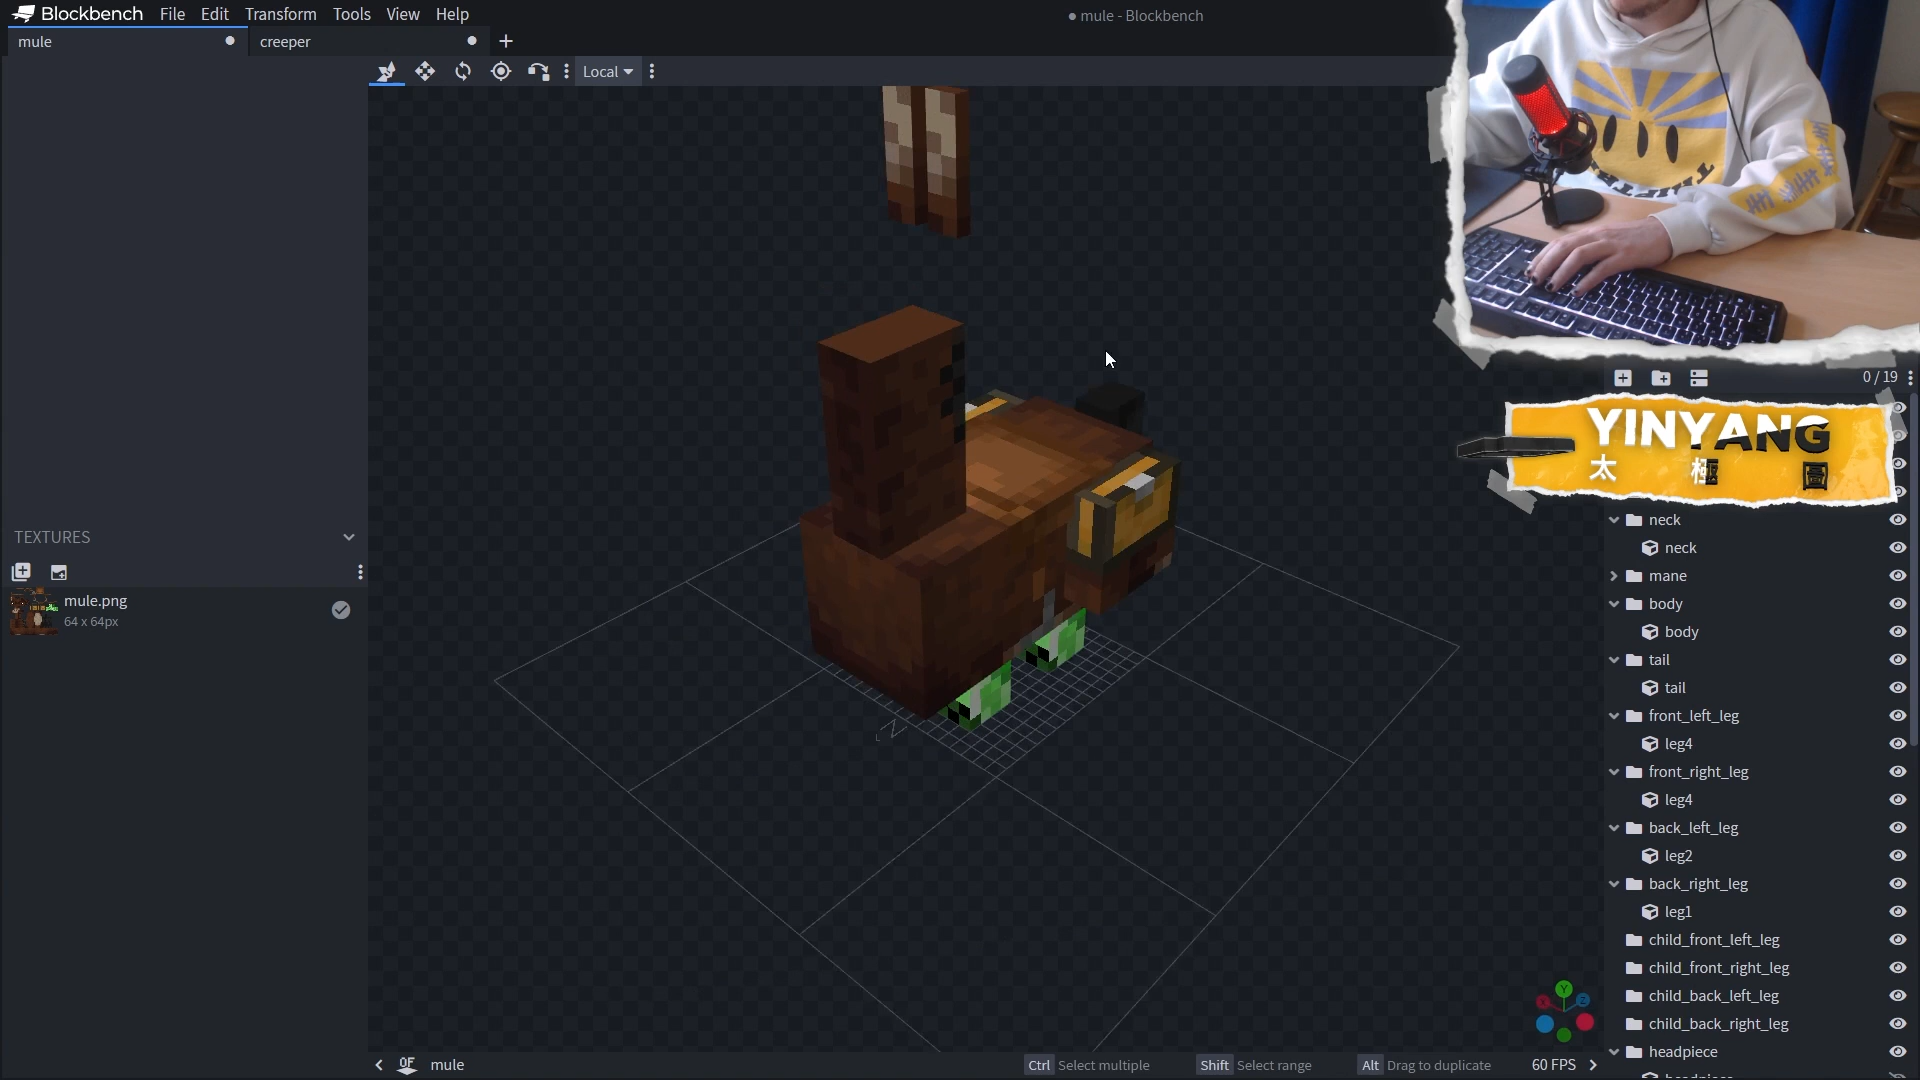 Blockbench File Edit Transform Tools View Help
● mule - Blockbench
mule
creeper
Local
0 / 19
YINYANG
太 極 圖
TEXTURES
mule.png
64 x 64px
neck
neck
mane
body
body
tail
tail
front_left_leg
leg4
front_right_leg
leg4
back_left_leg
leg2
back_right_leg
leg1
child_front_left_leg
child_front_right_leg
child_back_left_leg
child_back_right_leg
headpiece
OF mule
Ctrl Select multiple
Shift Select range
Alt Drag to duplicate
60 FPS